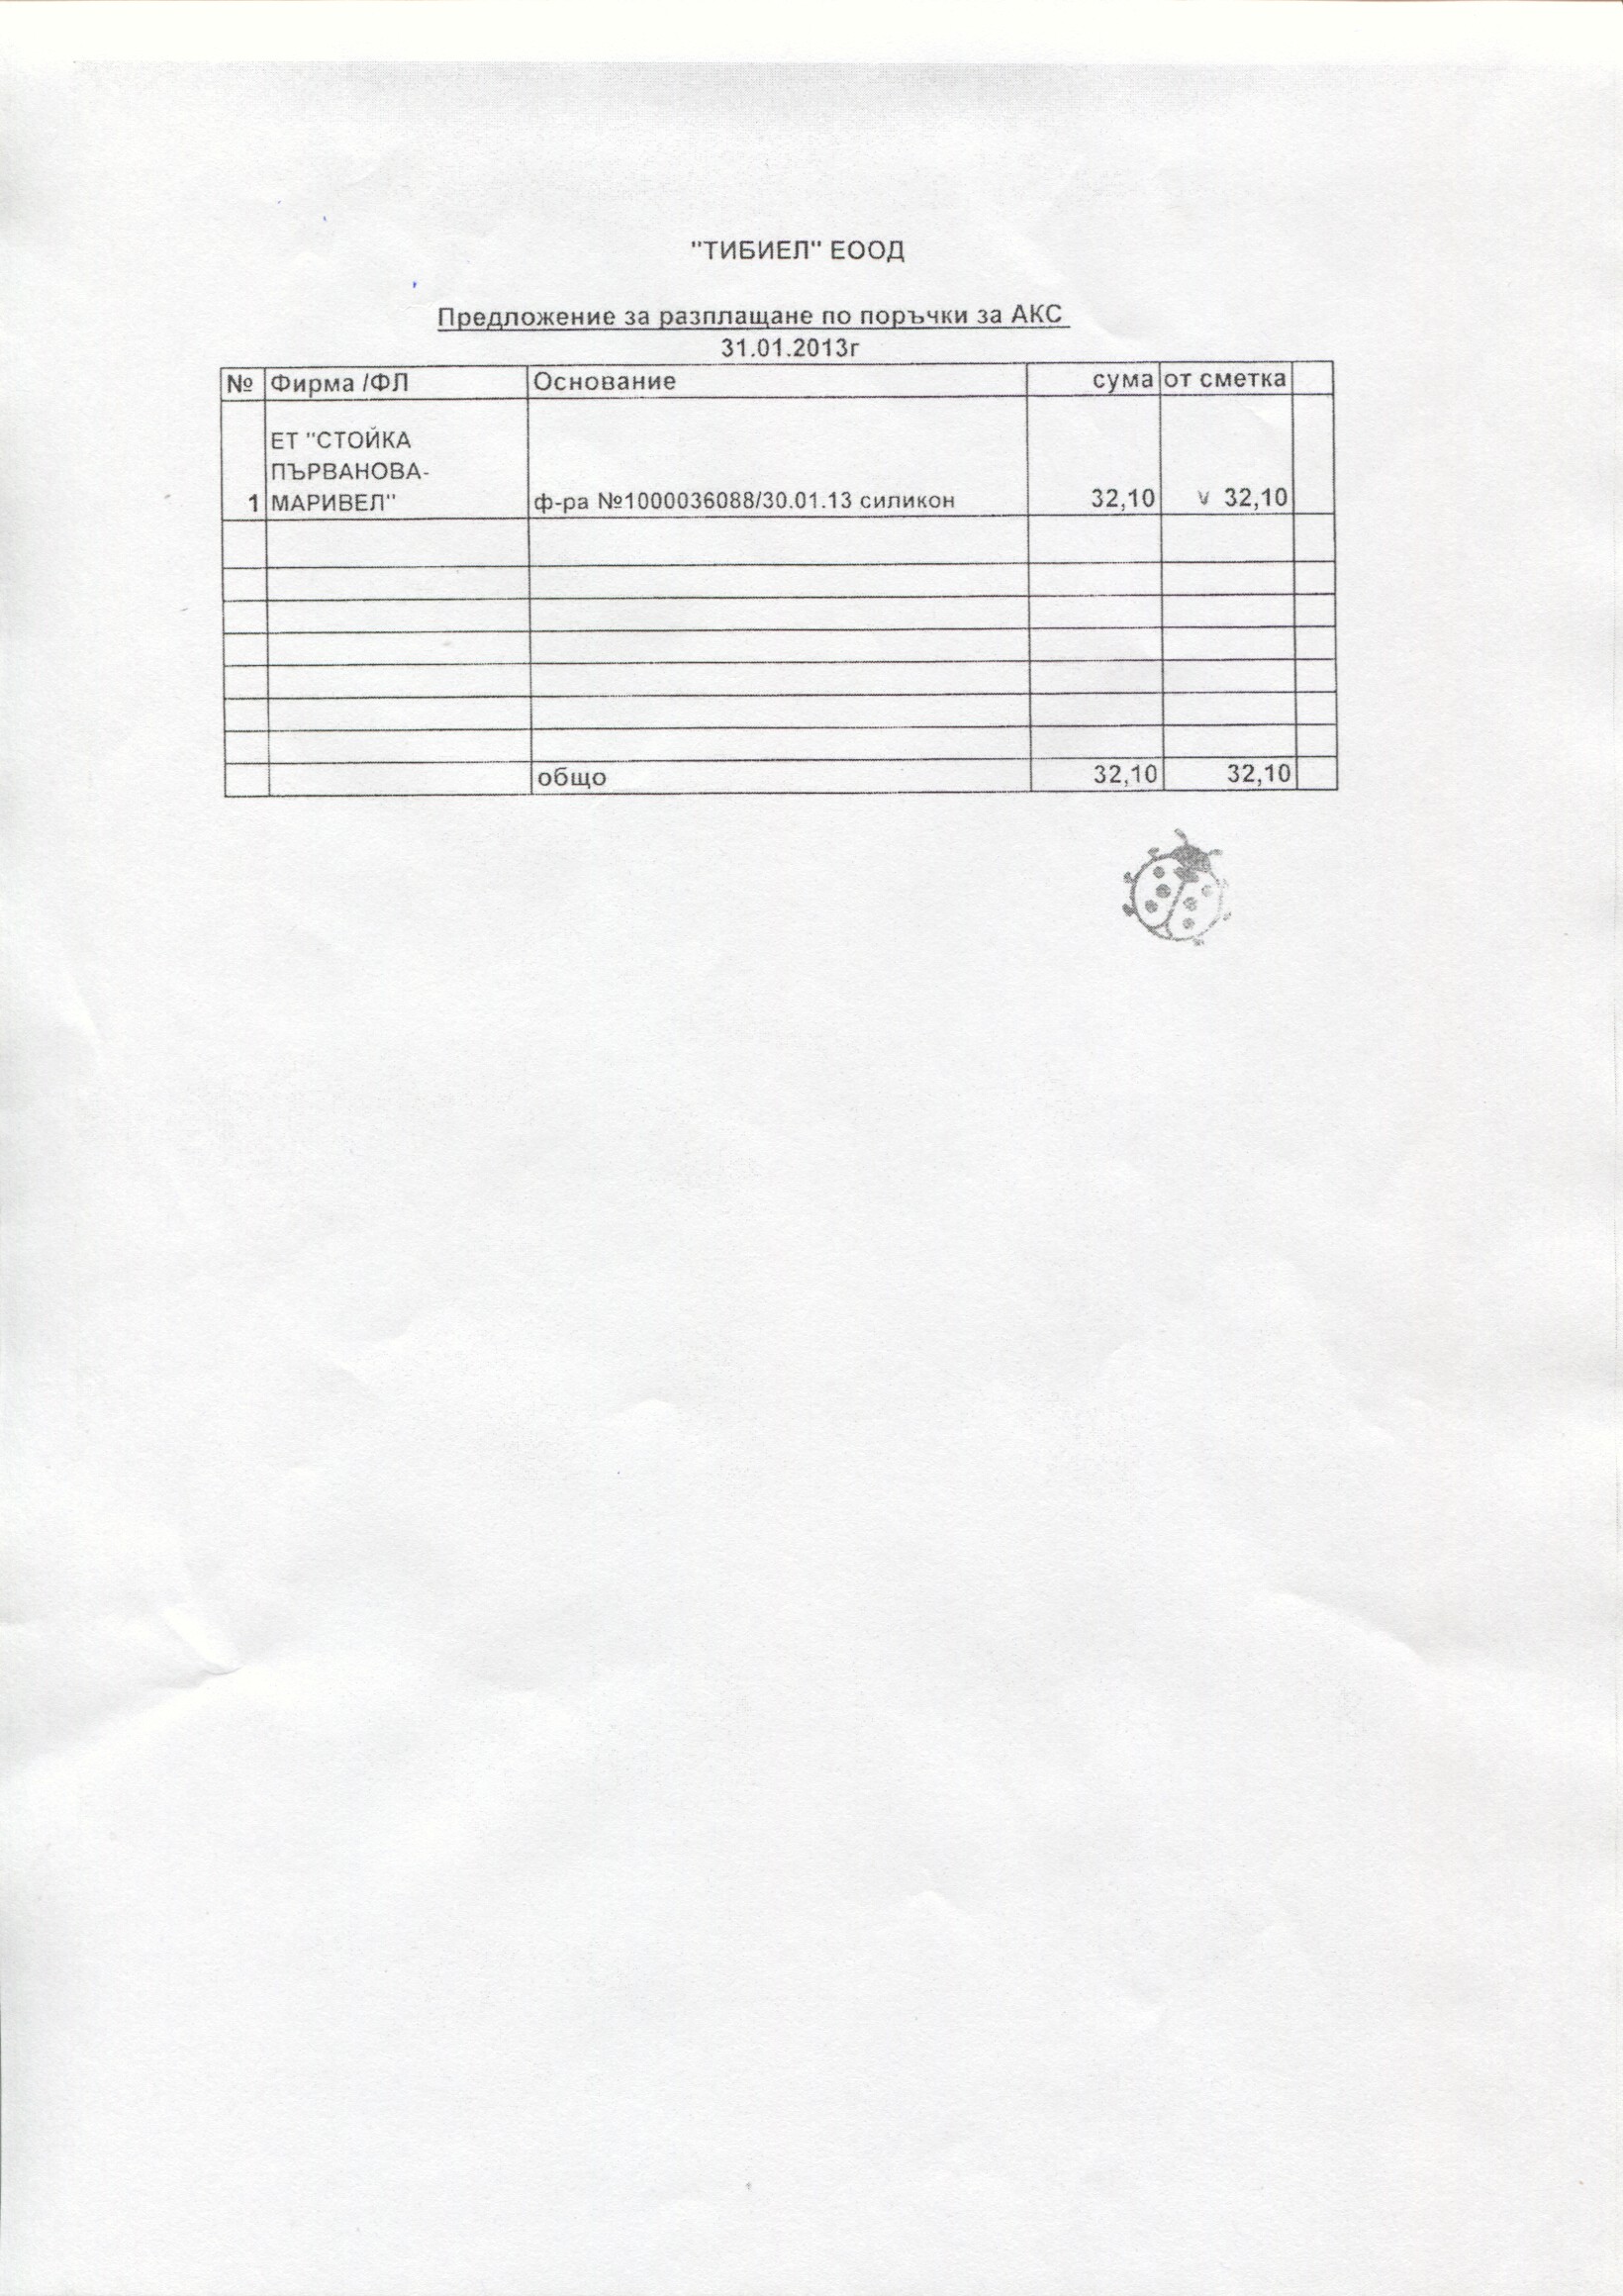 "ТИБИЕЛ" ЕООД
Предложение за разплащане по поръчки за АКС
31.01.2013г
№ Фирма /ФЛ Основание сума от сметка
ЕТ "СТОЙКА
ПЪРВАНОВА-
1 МАРИВЕЛ" ф-ра №1000036088/30.01.13 силикон 32,10 v 32,10
общо 32,10 32,10